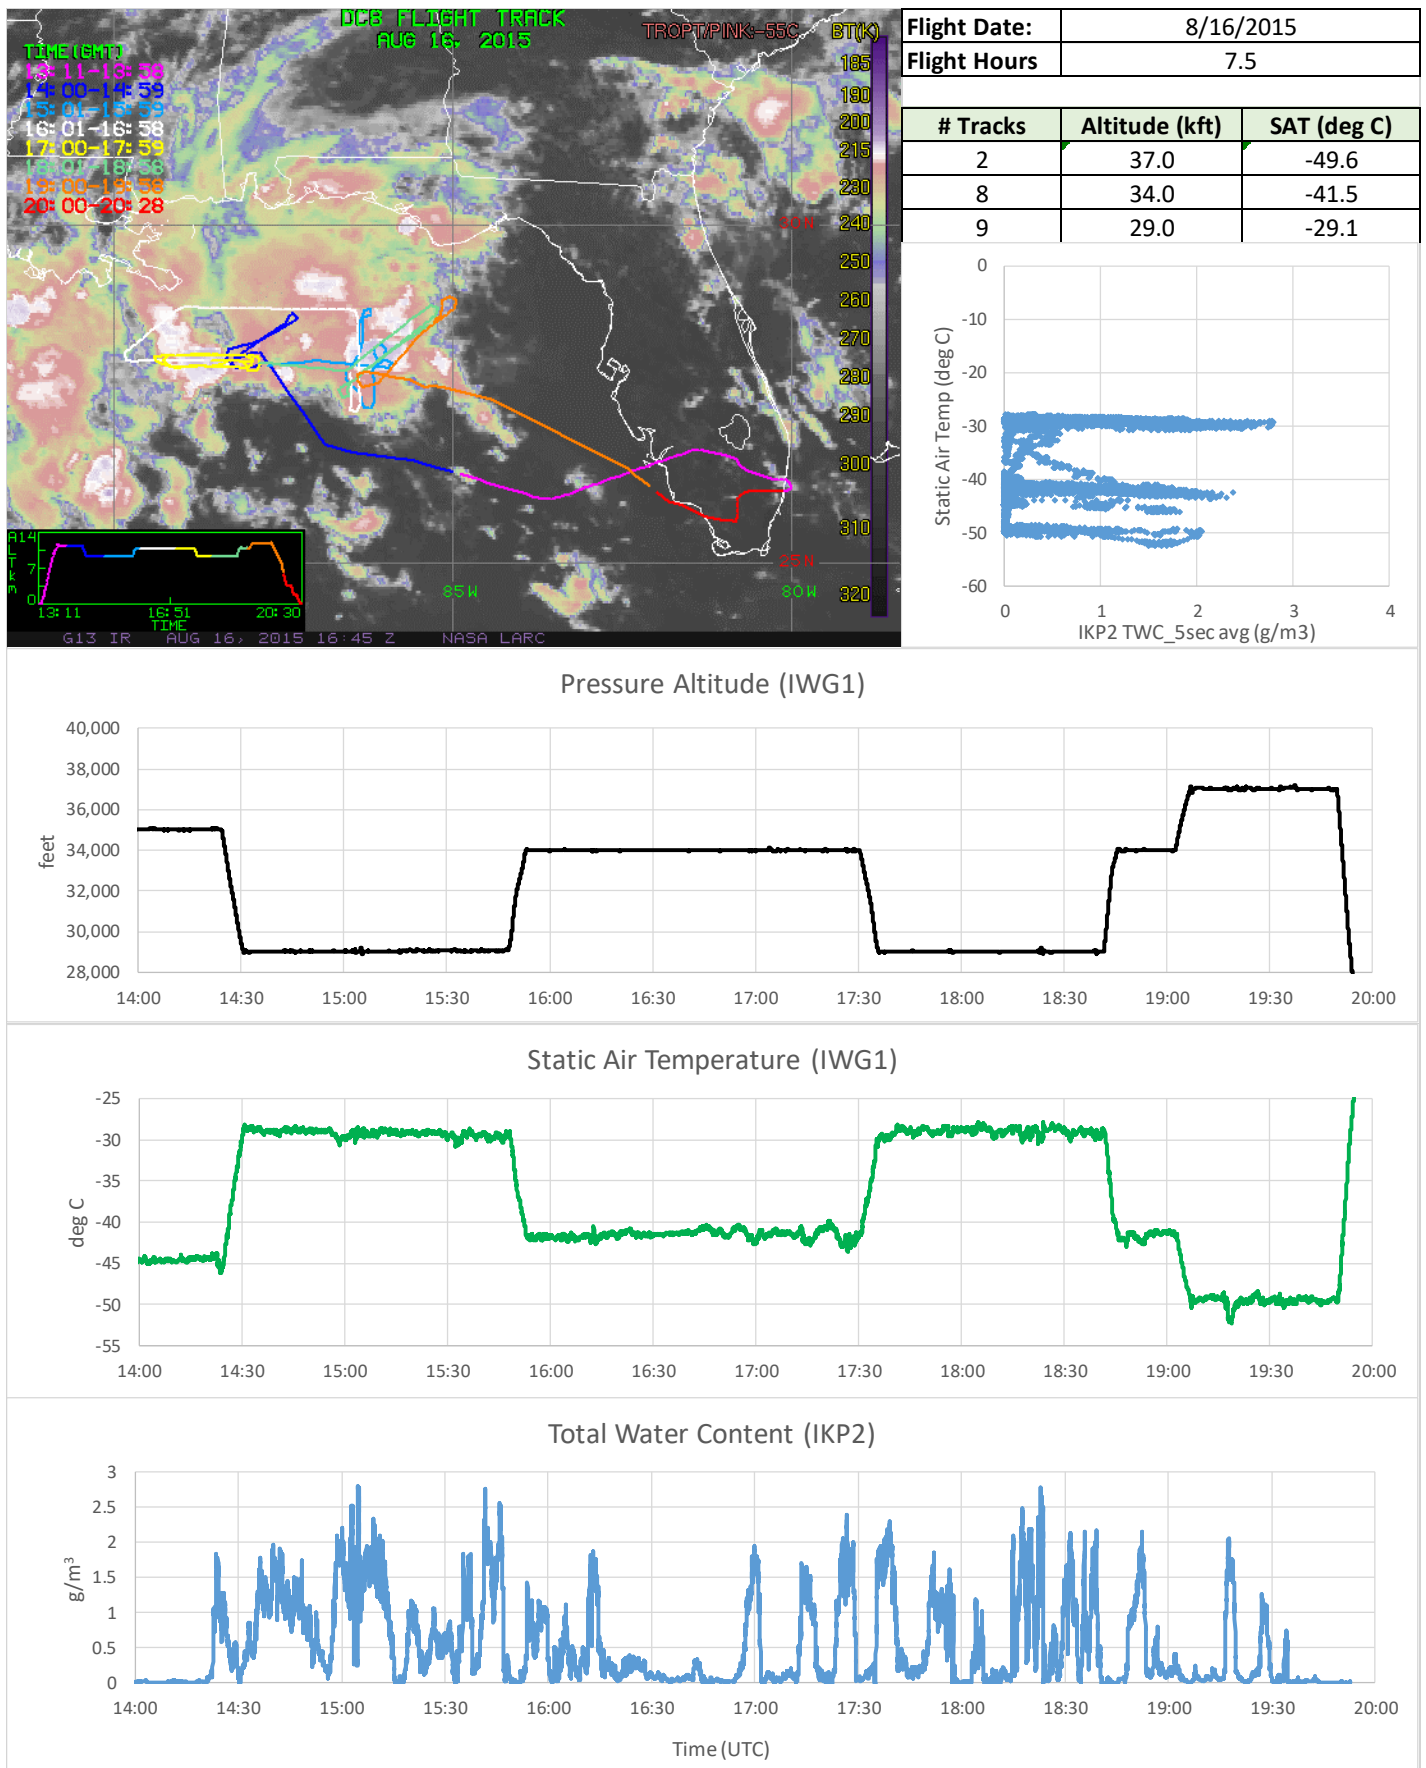 DC8 FLIGHT TRACK
AUG 16, 2015
TROPT/PINK:-55C
BT(K)
TIME(GMT)
13:11-13:58
14:00-14:59
15:01-15:59
16:01-16:58
17:00-17:59
18:01-18:58
19:00-19:58
20:00-20:28
185
190
200
215
230
240
250
260
270
280
290
300
310
320
30N
25N
85W
80W
A14
L
T 7
k
m 0
13:11 16:51 20:30
TIME
G13 IR AUG 16, 2015 16:45 Z NASA LARC
Flight Date: 8/16/2015
Flight Hours 7.5
# Tracks Altitude (kft) SAT (deg C)
2 37.0 -49.6
8 34.0 -41.5
9 29.0 -29.1
0
-10
-20
-30
-40
-50
-60
Static Air Temp (deg C)
0 1 2 3 4
IKP2 TWC_5sec avg (g/m3)
Pressure Altitude (IWG1)
40,000
38,000
36,000
34,000
32,000
30,000
28,000
feet
14:00 14:30 15:00 15:30 16:00 16:30 17:00 17:30 18:00 18:30 19:00 19:30 20:00
Static Air Temperature (IWG1)
-25
-30
-35
-40
-45
-50
-55
deg C
14:00 14:30 15:00 15:30 16:00 16:30 17:00 17:30 18:00 18:30 19:00 19:30 20:00
Total Water Content (IKP2)
3
2.5
2
1.5
1
0.5
0
g/m³
14:00 14:30 15:00 15:30 16:00 16:30 17:00 17:30 18:00 18:30 19:00 19:30 20:00
Time (UTC)